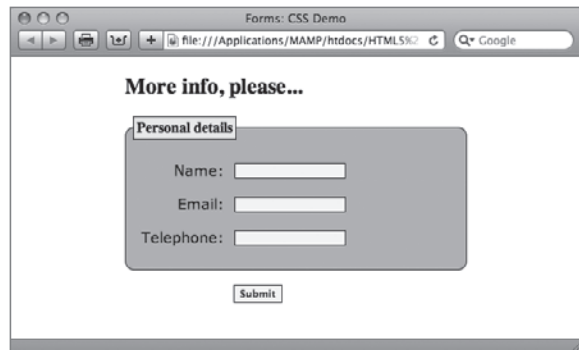 Forms: CSS Demo
file:///Applications/MAMP/htdocs/HTML5%2
Google
More info, please...
Personal details
Name:
Email:
Telephone:
Submit